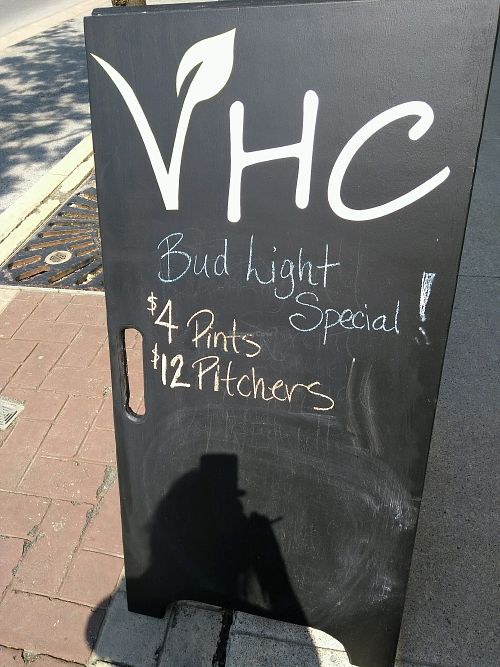 VHC
Bud Light
Special!
$4 Pints
$12 Pitchers